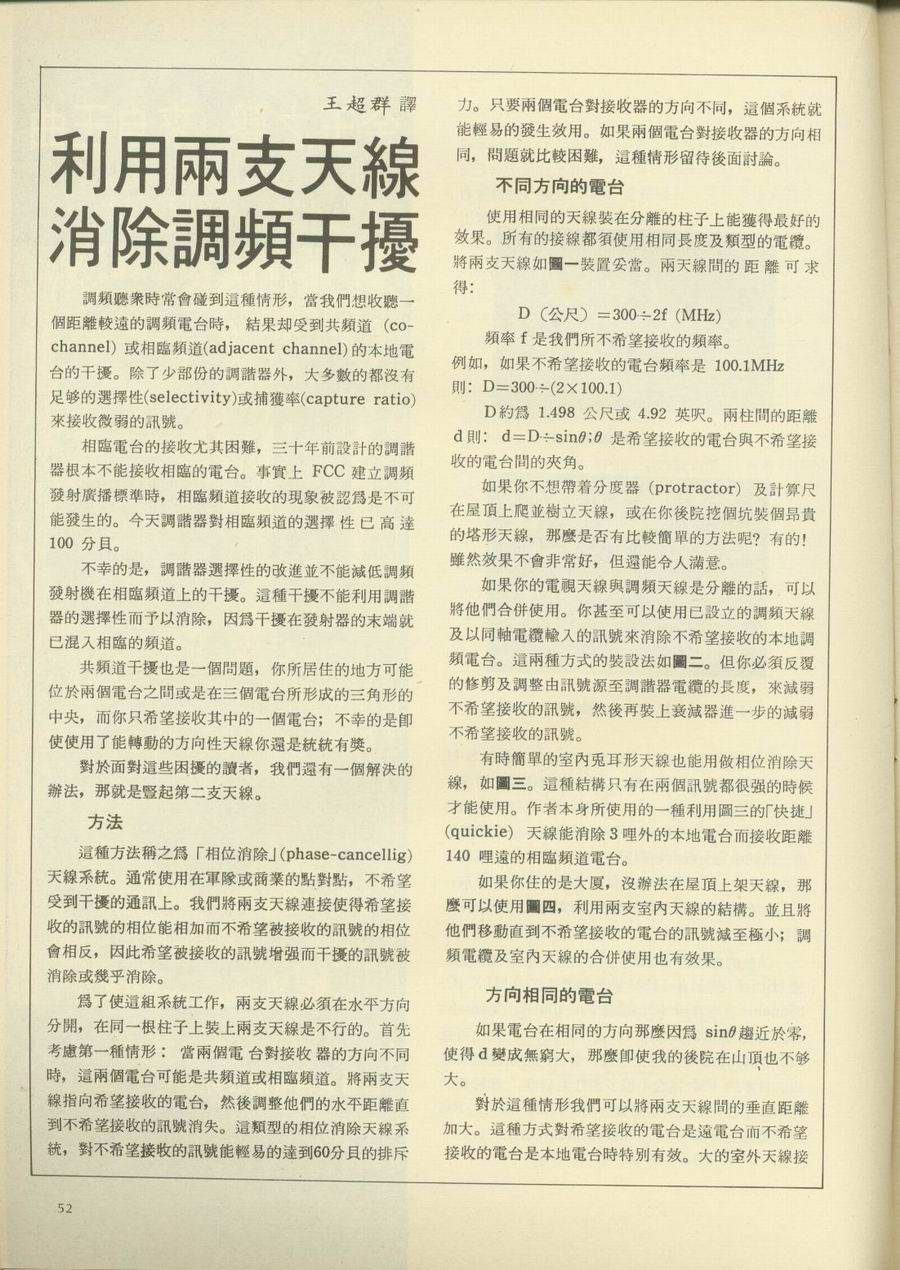 王超群 譯
利用兩支天線
消除調頻干擾
調頻聽衆時常會碰到這種情形，當我們想收聽一
個距離較遠的調頻電台時， 結果却受到共頻道 (co-
channel) 或相臨頻道(adjacent channel)的本地電
台的干擾。除了少部份的調諧器外，大多數的都沒有
足够的選擇性(selectivity)或捕獲率(capture ratio)
來接收微弱的訊號。
相臨電台的接收尤其困難，三十年前設計的調諧
器根本不能接收相臨的電台。事實上 FCC 建立調頻
發射廣播標準時，相臨頻道接收的現象被認爲是不可
能發生的。今天調諧器對相臨頻道的選擇性已高達
100 分貝。
不幸的是，調諧器選擇性的改進並不能減低調頻
發射機在相臨頻道上的干擾。這種干擾不能利用調諧
器的選擇性而予以消除，因爲干擾在發射器的末端就
已混入相臨的頻道。
共頻道干擾也是一個問題，你所居住的地方可能
位於兩個電台之間或是在三個電台所形成的三角形的
中央，而你只希望接收其中的一個電台；不幸的是卽
使使用了能轉動的方向性天線你還是統統有獎。
對於面對這些困擾的讀者，我們還有一個解決的
辦法，那就是豎起第二支天線。
方法
這種方法稱之爲「相位消除」(phase-cancellig)
天線系統。通常使用在軍隊或商業的點對點，不希望
受到干擾的通訊上。我們將兩支天線連接使得希望接
收的訊號的相位能相加而不希望被接收的訊號的相位
會相反，因此希望被接收的訊號增强而干擾的訊號被
消除或幾乎消除。
爲了使這組系統工作，兩支天線必須在水平方向
分開，在同一根柱子上裝上兩支天線是不行的。首先
考慮第一種情形： 當兩個電台對接收器的方向不同
時，這兩個電台可能是共頻道或相臨頻道。將兩支天
線指向希望接收的電台，然後調整他們的水平距離直
到不希望接收的訊號消失。這類型的相位消除天線系
統，對不希望接收的訊號能輕易的達到60分貝的排斥
力。只要兩個電台對接收器的方向不同，這個系統就
能輕易的發生效用。如果兩個電台對接收器的方向相
同，問題就比較困難，這種情形留待後面討論。
不同方向的電台
使用相同的天線裝在分離的柱子上能獲得最好的
效果。所有的接線都須使用相同長度及類型的電纜。
將兩支天線如圖一裝置妥當。兩天線間的距離可求
得：
D（公尺）＝300÷2f (MHz)
頻率 f 是我們所不希望接收的頻率。
例如，如果不希望接收的電台頻率是 100.1MHz
則：D=300÷(2×100.1)
D約爲 1.498 公尺或 4.92 英呎。兩柱間的距離
d則： d=D÷sinθ;θ 是希望接收的電台與不希望接
收的電台間的夾角。
如果你不想帶着分度器 (protractor) 及計算尺
在屋頂上爬並樹立天線，或在你後院挖個坑裝個昂貴
的塔形天線，那麼是否有比較簡單的方法呢？有的！
雖然效果不會非常好，但還能令人滿意。
如果你的電視天線與調頻天線是分離的話，可以
將他們合併使用。你甚至可以使用已設立的調頻天線
及以同軸電纜輸入的訊號來消除不希望接收的本地調
頻電台。這兩種方式的裝設法如圖二。但你必須反覆
的修剪及調整由訊號源至調諧器電纜的長度，來減弱
不希望接收的訊號，然後再裝上衰減器進一步的減弱
不希望接收的訊號。
有時簡單的室內兎耳形天線也能用做相位消除天
線，如圖三。這種結構只有在兩個訊號都很强的時候
才能使用。作者本身所使用的一種利用圖三的「快捷」
(quickie) 天線能消除 3 哩外的本地電台而接收距離
140 哩遠的相臨頻道電台。
如果你住的是大厦，沒辦法在屋頂上架天線，那
麼可以使用圖四，利用兩支室內天線的結構。並且將
他們移動直到不希望接收的電台的訊號減至極小；調
頻電纜及室內天線的合併使用也有效果。
方向相同的電台
如果電台在相同的方向那麼因爲 sinθ趨近於零，
使得d變成無窮大，那麼卽使我的後院在山頂也不够
大。
對於這種情形我們可以將兩支天線間的垂直距離
加大。這種方式對希望接收的電台是遠電台而不希望
接收的電台是本地電台時特別有效。大的室外天線接
52